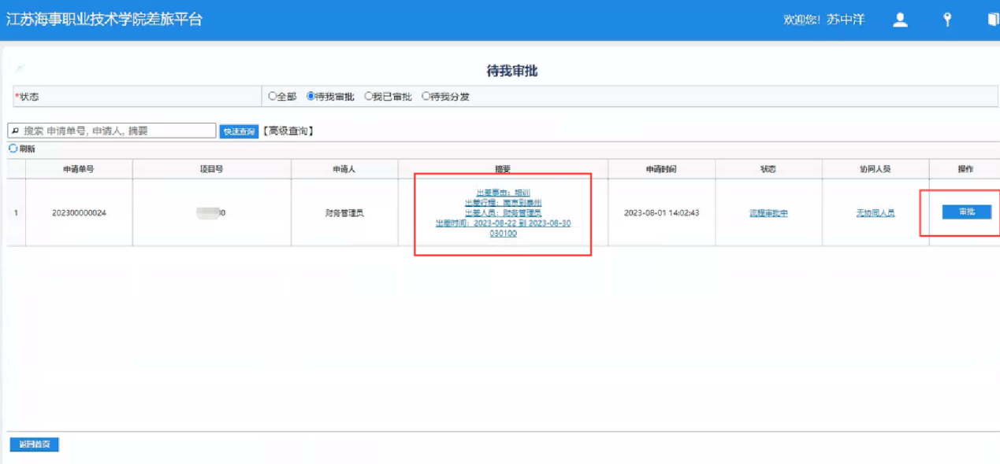 江苏海事职业技术学院差旅平台
欢迎您！苏中洋
待我审批
*状态
全部 待我审批 我已审批 待我分发
搜索 申请单号, 申请人, 摘要
快速查询 【高级查询】
刷新
申请单号 项目号 申请人 摘要 申请时间 状态 协同人员 操作
出差事由：培训
出差行程：南京到泰州
1 202300000024 0 财务管理员 出差人员：财务管理员 2023-08-01 14:02:43 流程审批中 无协同人员 审批
出差时间：2023-08-22 到 2023-08-30
030100
返回首页